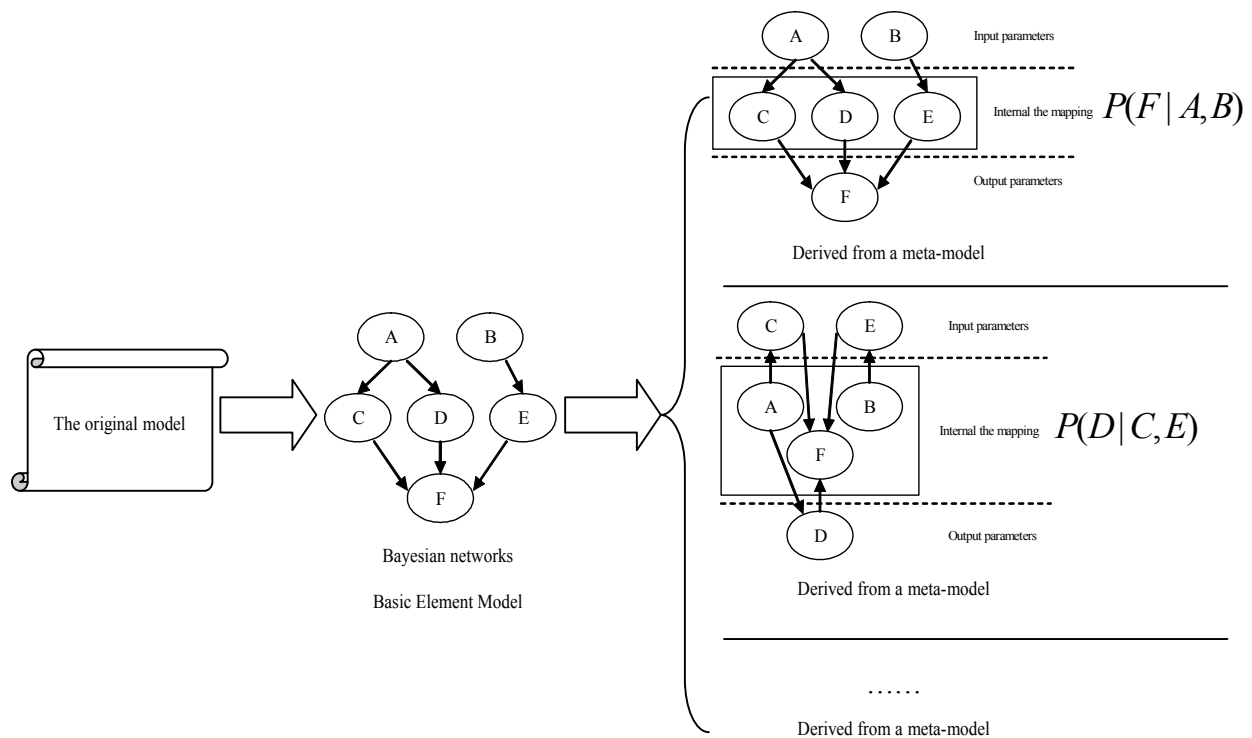 The original model
A
B
C
D
E
F
Bayesian networks
Basic Element Model
A
B
Input parameters
C
D
E
Internal the mapping
P(F | A,B)
F
Output parameters
Derived from a meta-model
C
E
Input parameters
A
B
Internal the mapping
P(D | C,E)
F
D
Output parameters
Derived from a meta-model
......
Derived from a meta-model